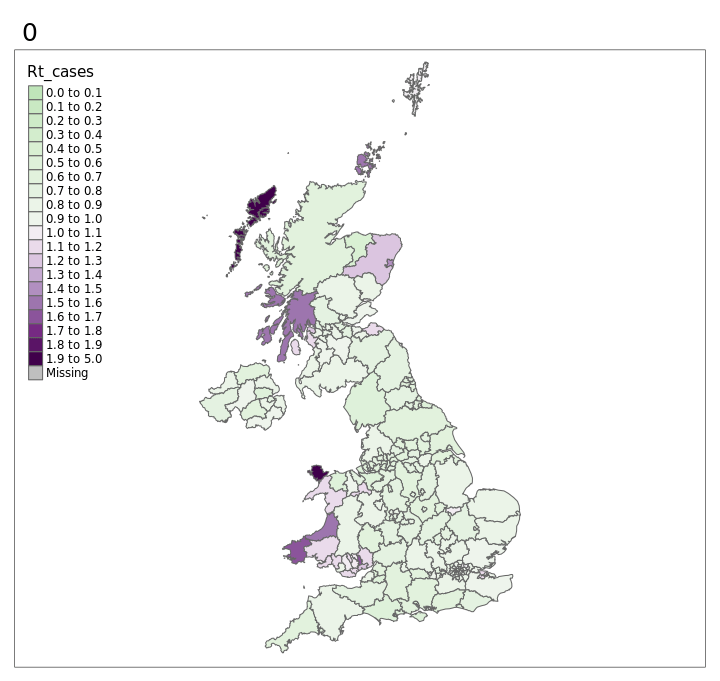 0
Rt_cases
0.0 to 0.1
0.1 to 0.2
0.2 to 0.3
0.3 to 0.4
0.4 to 0.5
0.5 to 0.6
0.6 to 0.7
0.7 to 0.8
0.8 to 0.9
0.9 to 1.0
1.0 to 1.1
1.1 to 1.2
1.2 to 1.3
1.3 to 1.4
1.4 to 1.5
1.5 to 1.6
1.6 to 1.7
1.7 to 1.8
1.8 to 1.9
1.9 to 5.0
Missing